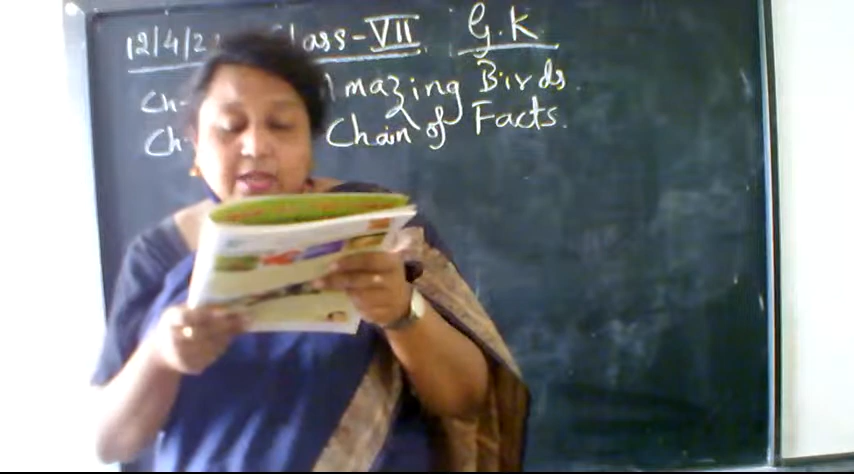 12/4/2 Class-VII G.K
Ch- Amazing Birds.
Ch- Chain of Facts.